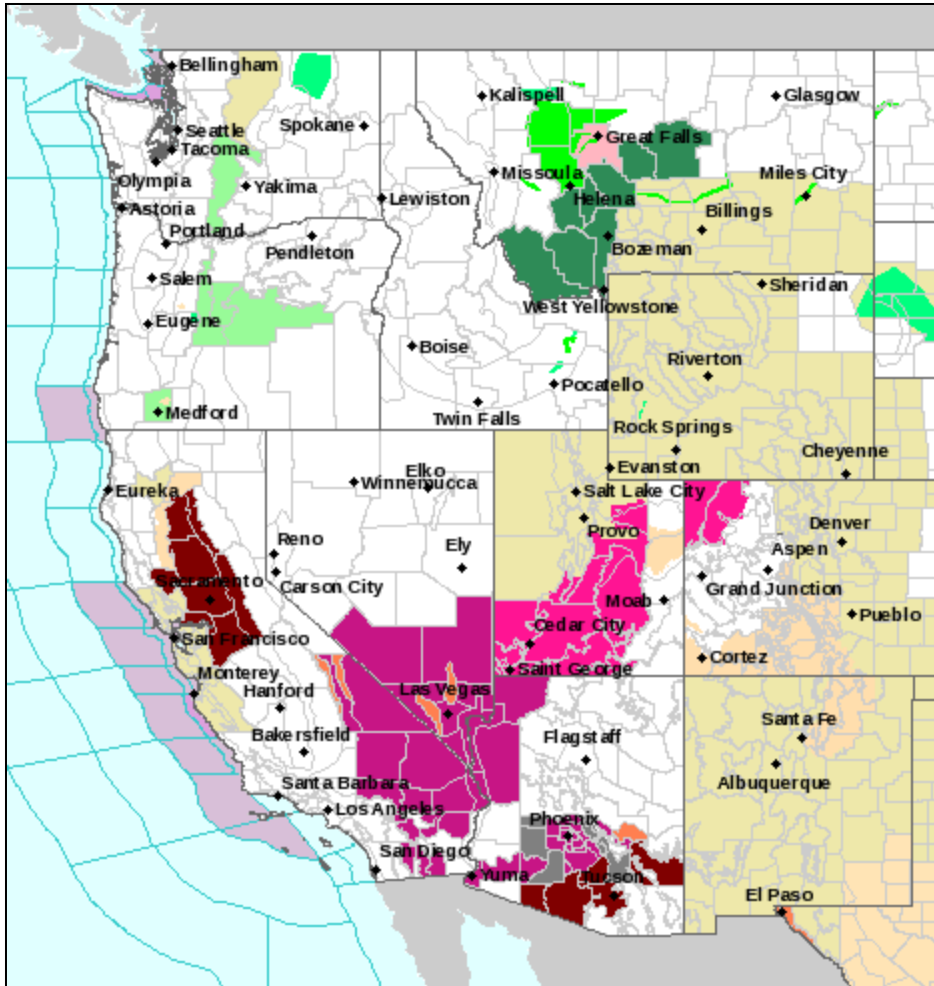 Bellingham
Kalispell
Glasgow
Seattle
Spokane
Great Falls
Tacoma
Olympia
Yakima
Missoula
Miles City
Astoria
Lewiston
Helena
Billings
Portland
Pendleton
Bozeman
Salem
Sheridan
West Yellowstone
Eugene
Boise
Riverton
Pocatello
Medford
Twin Falls
Rock Springs
Cheyenne
Elko
Evanston
Eureka
Winnemucca
Salt Lake City
Provo
Denver
Reno
Ely
Aspen
Sacramento
Carson City
Grand Junction
Moab
Pueblo
San Francisco
Cedar City
Cortez
Monterey
Saint George
Hanford
Las Vegas
Santa Fe
Bakersfield
Flagstaff
Albuquerque
Santa Barbara
Los Angeles
Phoenix
San Diego
Yuma
Tucson
El Paso